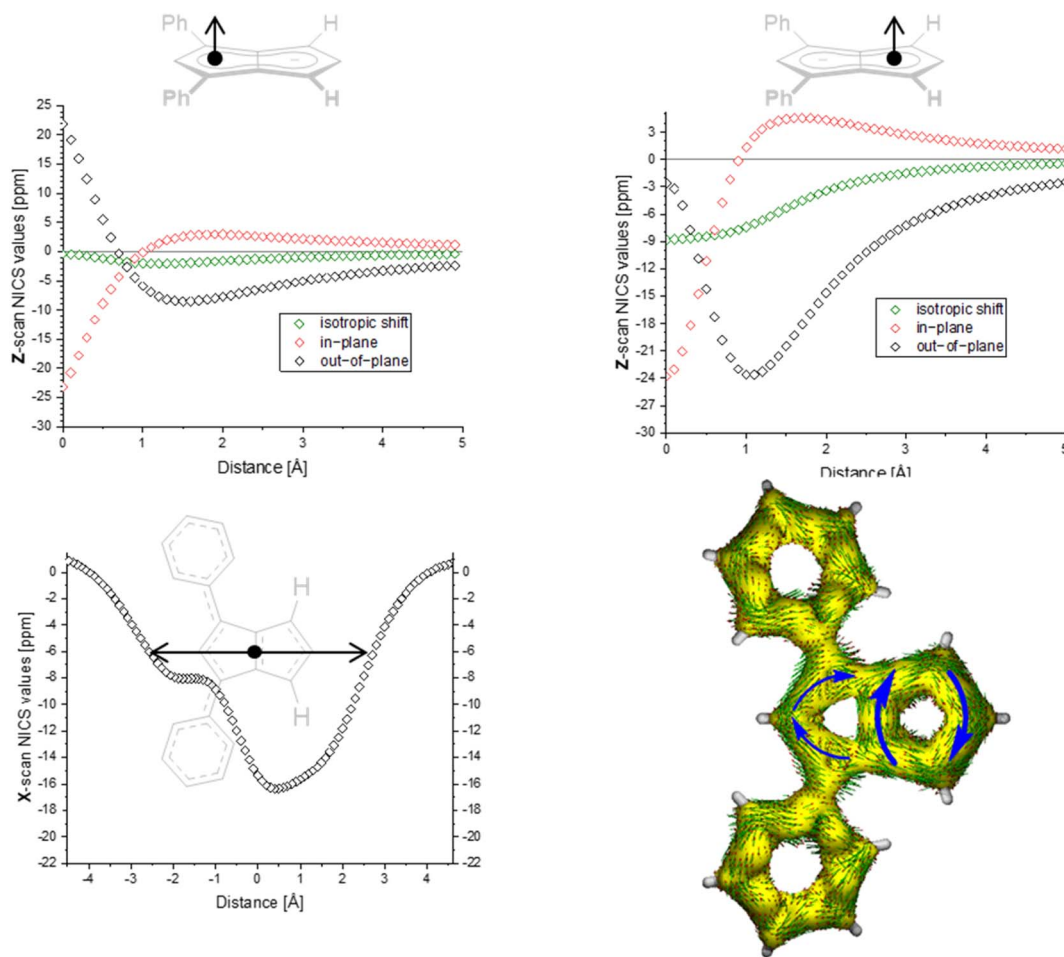 Ph
H
Ph
H
25
20
15
10
5
0
-5
-10
-15
-20
-25
-30
Z-scan NICS values [ppm]
isotropic shift
in-plane
out-of-plane
0 1 2 3 4 5
Distance [Å]
Ph
H
Ph
H
3
0
-3
-6
-9
-12
-15
-18
-21
-24
-27
-30
Z-scan NICS values [ppm]
isotropic shift
in-plane
out-of-plane
0 1 2 3 4 5
Distance [Å]
0
-2
-4
-6
-8
-10
-12
-14
-16
-18
-20
-22
X-scan NICS values [ppm]
H
H
0
-2
-4
-6
-8
-10
-12
-14
-16
-18
-20
-22
-4 -3 -1 0 1 3 4
Distance [Å]